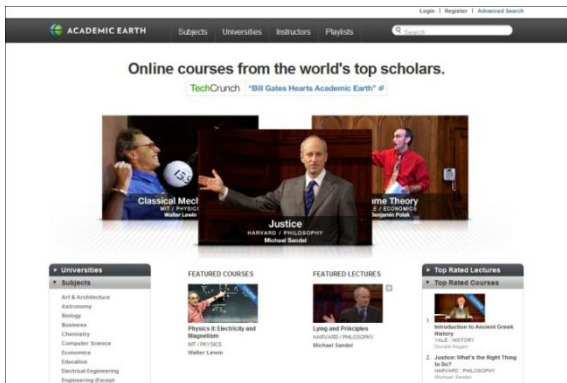 Login | Register | Advanced Search
ACADEMIC EARTH
Subjects Universities Instructors Playlists
Search
Online courses from the world's top scholars.
TechCrunch "Bill Gates Hearts Academic Earth"
Classical Mech
MIT / PHYSICS
Walter Lewin
Justice
HARVARD / PHILOSOPHY
Michael Sandel
me Theory
LE / ECONOMICS
Benjamin Polak
Universities
Subjects
Art & Architecture
Astronomy
Biology
Business
Chemistry
Computer Science
Economics
Education
Electrical Engineering
Engineering (Except
FEATURED COURSES
Physics II: Electricity and
Magnetism
MIT / PHYSICS
Walter Lewin
FEATURED LECTURES
Lying and Principles
HARVARD / PHILOSOPHY
Michael Sandel
Top Rated Lectures
Top Rated Courses
1. Introduction to Ancient Greek
History
YALE / HISTORY
Donald Kagan
2. Justice: What's the Right Thing
to Do?
HARVARD / PHILOSOPHY
Michael Sandel